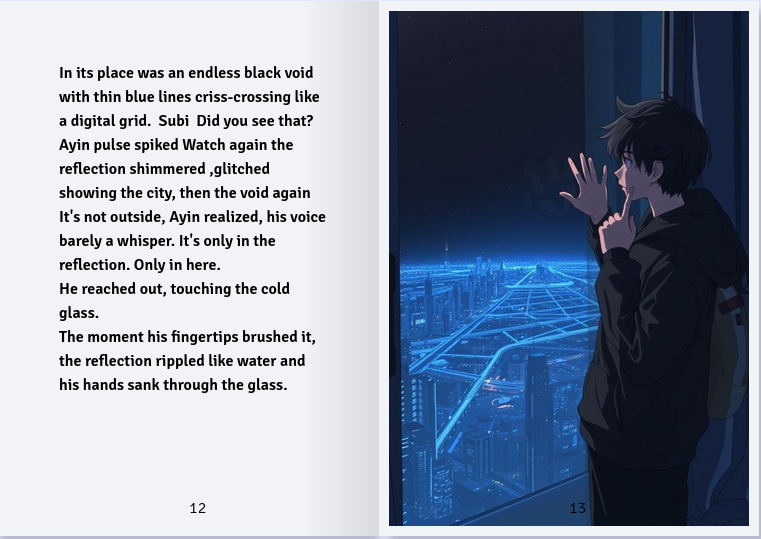 In its place was an endless black void
with thin blue lines criss-crossing like
a digital grid.  Subi  Did you see that?
Ayin pulse spiked Watch again the
reflection shimmered ,glitched
showing the city, then the void again
It's not outside, Ayin realized, his voice
barely a whisper. It's only in the
reflection. Only in here.
He reached out, touching the cold
glass.
The moment his fingertips brushed it,
the reflection rippled like water and
his hands sank through the glass.
12
13